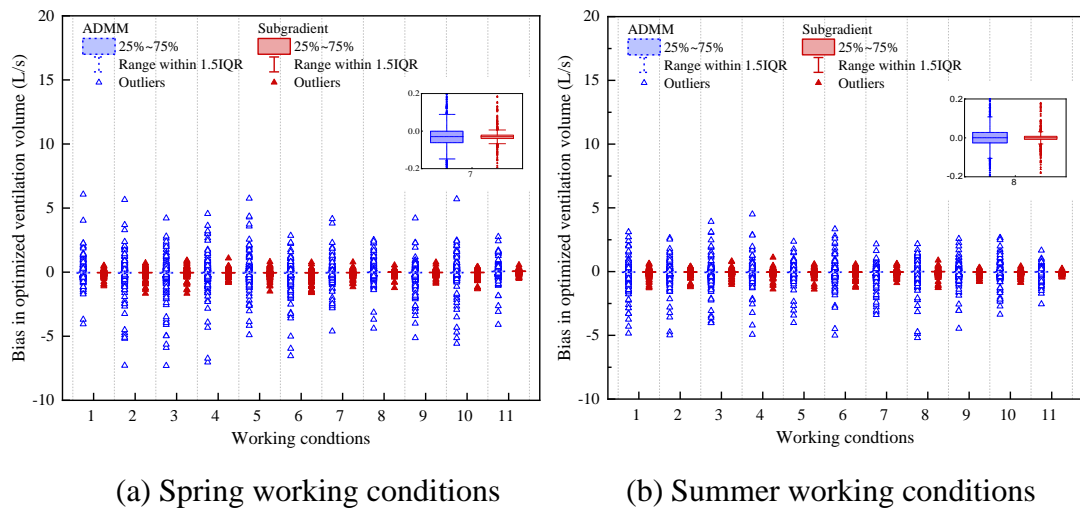 20
15
10
5
0
-5
-10
Bias in optimized ventilation volume (L/s)
ADMM
25%~75%
Range within 1.5IQR
Outliers
Subgradient
25%~75%
Range within 1.5IQR
Outliers
0.2
0.0
-0.2
7
1 2 3 4 5 6 7 8 9 10 11
Working condtions
(a) Spring working conditions
20
15
10
5
0
-5
-10
Bias in optimized ventilation volume (L/s)
ADMM
25%~75%
Range within 1.5IQR
Outliers
Subgradient
25%~75%
Range within 1.5IQR
Outliers
0.2
0.0
-0.2
8
1 2 3 4 5 6 7 8 9 10 11
Working condtions
(b) Summer working conditions